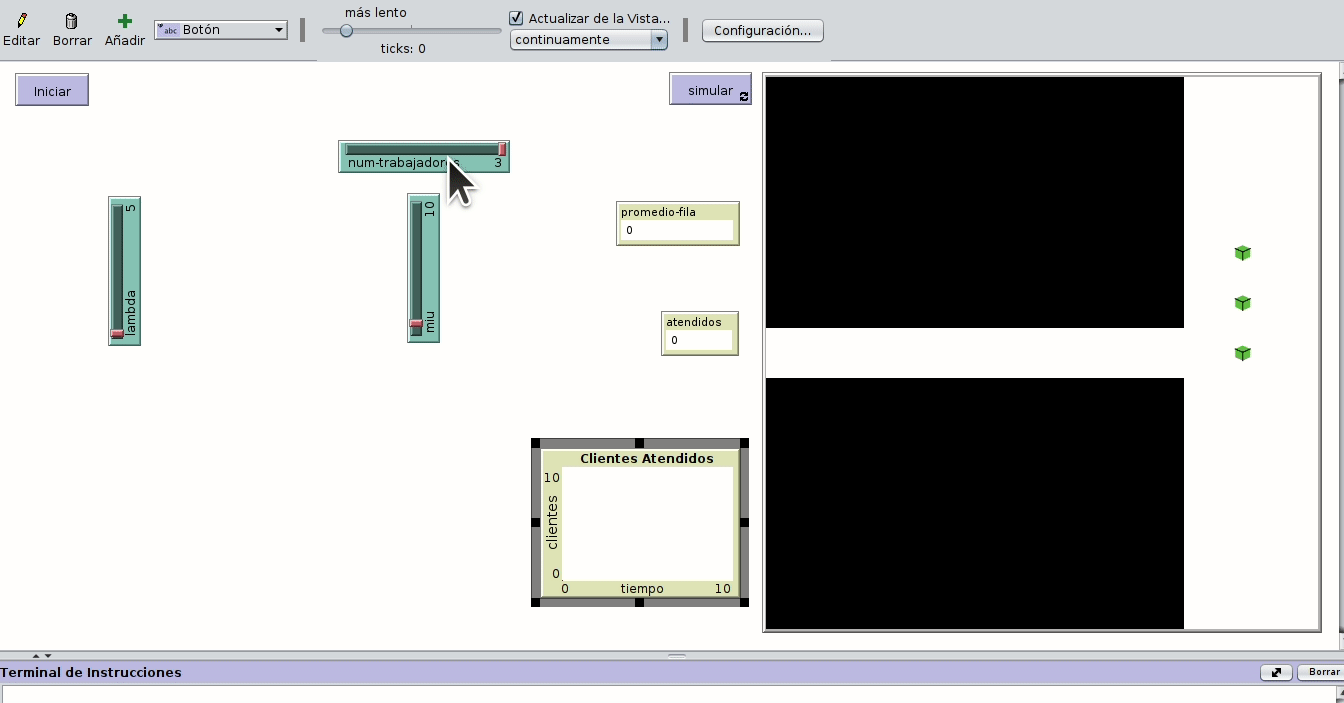 más lento
Editar
Borrar
Añadir
abc Botón
ticks: 0
Actualizar de la Vista...
continuamente
Configuración...
Iniciar
simular
num-trabajadores 3
5
lambda
10
miu
promedio-fila
0
atendidos
0
Clientes Atendidos
10
clientes
0
0 tiempo 10
Terminal de Instrucciones
Borrar